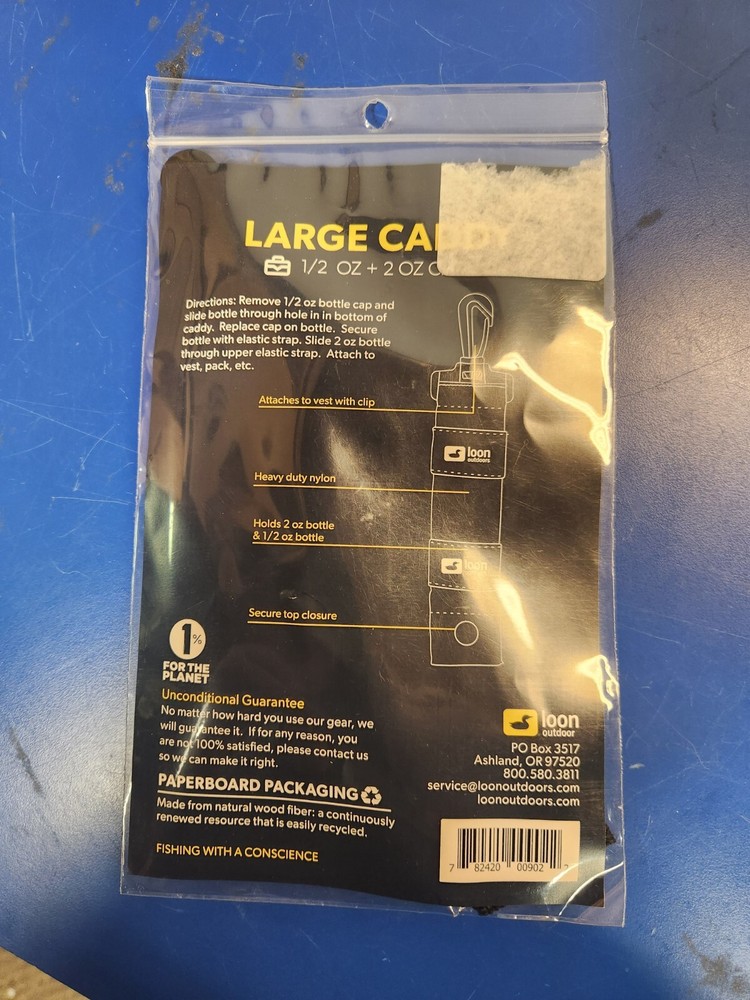 LARGE CADDY
1/2 OZ + 2 OZ
Directions: Remove 1/2 oz bottle cap and
slide bottle through hole in in bottom of
caddy. Replace cap on bottle. Secure
bottle with elastic strap. Slide 2 oz bottle
through upper elastic strap. Attach to
vest, pack, etc.
Attaches to vest with clip
loon
outdoors
Heavy duty nylon
Holds 2 oz bottle
& 1/2 oz bottle
loon
Secure top closure
1%
FOR THE
PLANET
Unconditional Guarantee
No matter how hard you use our gear, we
will guarantee it. If for any reason, you
are not 100% satisfied, please contact us
so we can make it right.
PAPERBOARD PACKAGING
Made from natural wood fiber: a continuously
renewed resource that is easily recycled.
FISHING WITH A CONSCIENCE
loon
outdoor
PO Box 3517
Ashland, OR 97520
800.580.3811
service@loonoutdoors.com
loonoutdoors.com
7 82420 00902